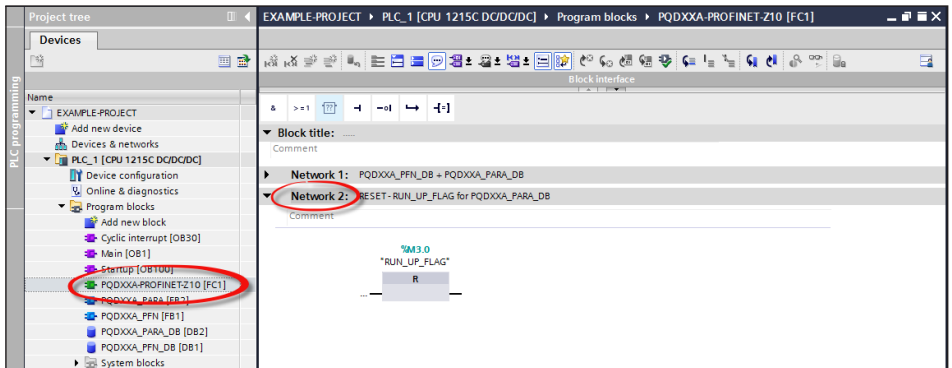 Project tree
EXAMPLE-PROJECT ▸ PLC_1 [CPU 1215C DC/DC/DC] ▸ Program blocks ▸ PQDXXA-PROFINET-Z10 [FC1]
Devices
Block interface
PLC programming
Name
EXAMPLE-PROJECT
Add new device
Devices & networks
PLC_1 [CPU 1215C DC/DC/DC]
Device configuration
Online & diagnostics
Program blocks
Add new block
Cyclic interrupt [OB30]
Main [OB1]
Startup [OB100]
PQDXXA-PROFINET-Z10 [FC1]
PQDXXA_PARA [FB2]
PQDXXA_PFN [FB1]
PQDXXA_PARA_DB [DB2]
PQDXXA_PFN_DB [DB1]
System blocks
& >=1 ??
Block title: .....
Comment
Network 1: PQDXXA_PFN_DB + PQDXXA_PARA_DB
Network 2: RESET - RUN_UP_FLAG for PQDXXA_PARA_DB
Comment
%M3.0
"RUN_UP_FLAG"
R
...